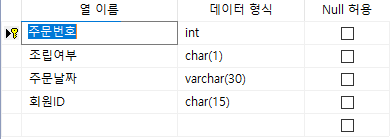 열 이름 데이터 형식 Null 허용
주문번호 int
조립여부 char(1)
주문날짜 varchar(30)
회원ID char(15)